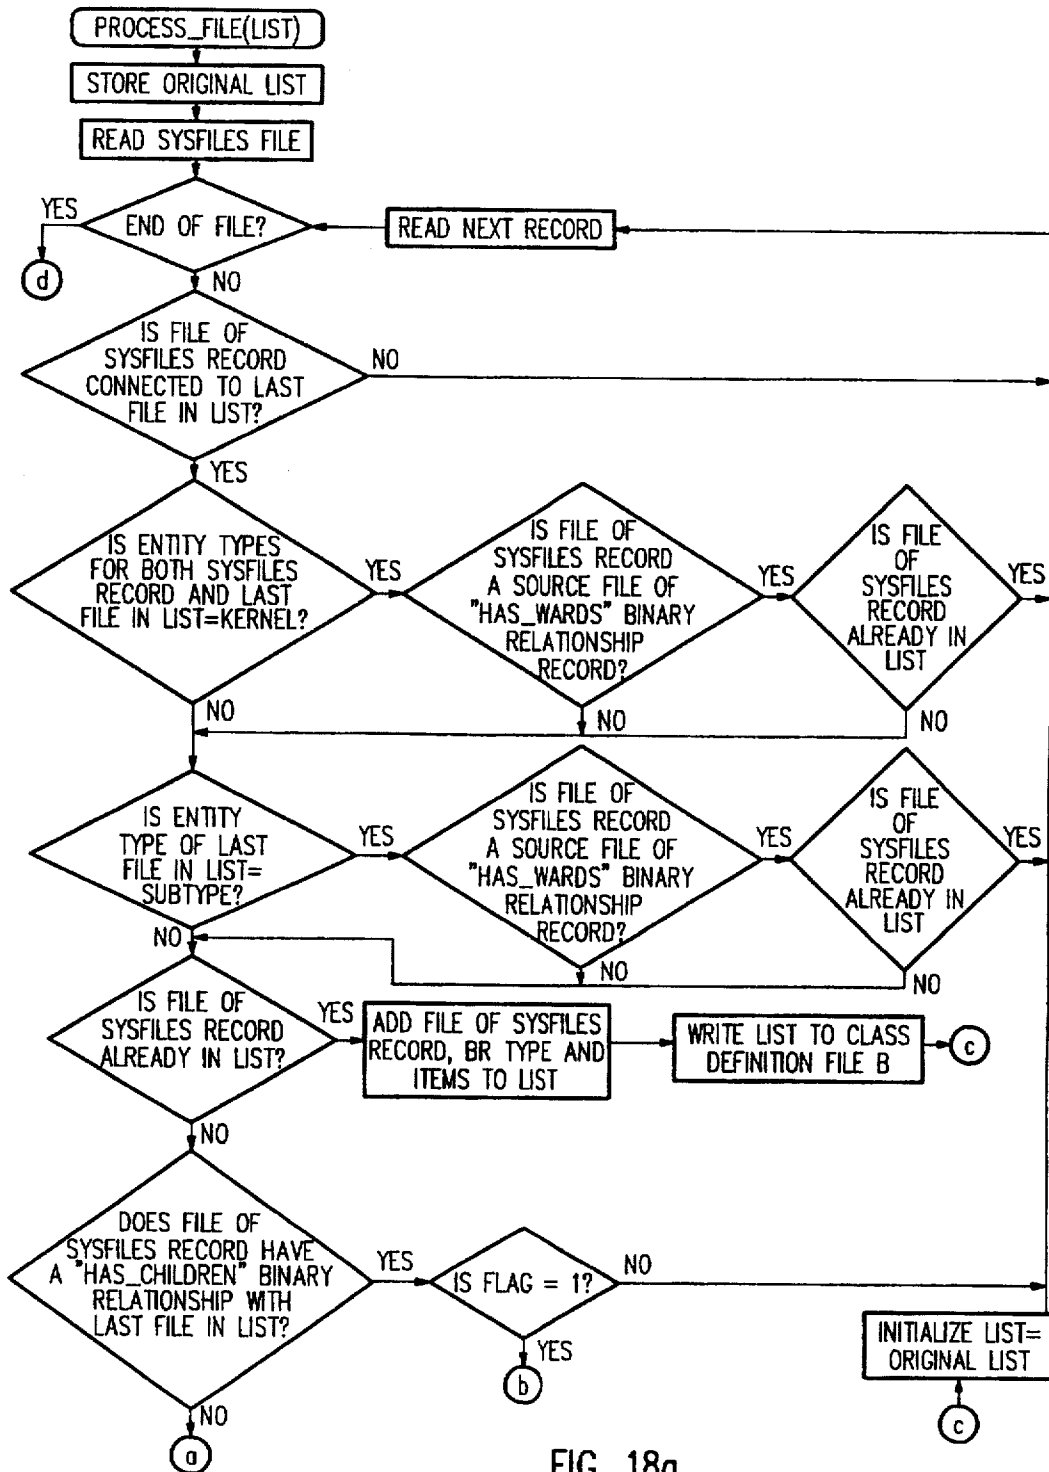 PROCESS_FILE(LIST)
STORE ORIGINAL LIST
READ SYSFILES FILE
YES
END OF FILE?
READ NEXT RECORD
d
NO
IS FILE OF
SYSFILES RECORD
CONNECTED TO LAST
FILE IN LIST?
NO
YES
IS ENTITY TYPES
FOR BOTH SYSFILES
RECORD AND LAST
FILE IN LIST=KERNEL?
YES
IS FILE OF
SYSFILES RECORD
A SOURCE FILE OF
"HAS_WARDS" BINARY
RELATIONSHIP
RECORD?
YES
IS FILE
OF
SYSFILES
RECORD
ALREADY IN
LIST
YES
NO
NO
NO
IS ENTITY
TYPE OF LAST
FILE IN LIST=
SUBTYPE?
YES
IS FILE OF
SYSFILES RECORD
A SOURCE FILE OF
"HAS_WARDS" BINARY
RELATIONSHIP
RECORD?
YES
IS FILE
OF
SYSFILES
RECORD
ALREADY IN
LIST
YES
NO
NO
NO
IS FILE OF
SYSFILES RECORD
ALREADY IN LIST?
YES
ADD FILE OF SYSFILES
RECORD, BR TYPE AND
ITEMS TO LIST
WRITE LIST TO CLASS
DEFINITION FILE B
c
NO
DOES FILE OF
SYSFILES RECORD HAVE
A "HAS_CHILDREN" BINARY
RELATIONSHIP WITH
LAST FILE IN LIST?
YES
IS FLAG = 1?
NO
YES
b
INITIALIZE LIST=
ORIGINAL LIST
c
NO
a
FIG. 18a